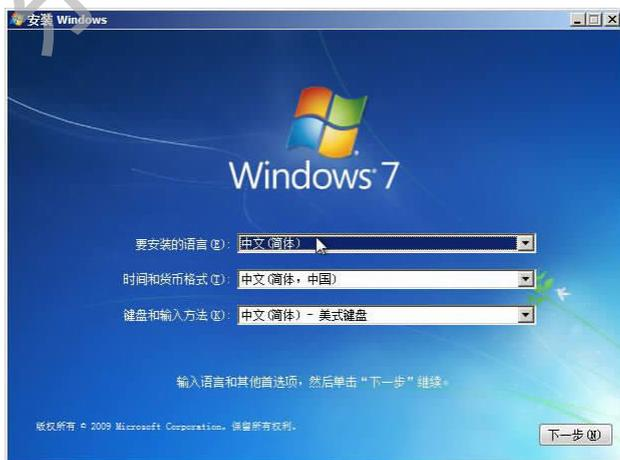 安装 Windows
Windows 7
要安装的语言(E): 中文(简体)
时间和货币格式(T): 中文(简体，中国)
键盘和输入方法(K): 中文(简体) - 美式键盘
输入语言和其他首选项，然后单击“下一步”继续。
版权所有 © 2009 Microsoft Corporation。保留所有权利。
下一步(N)